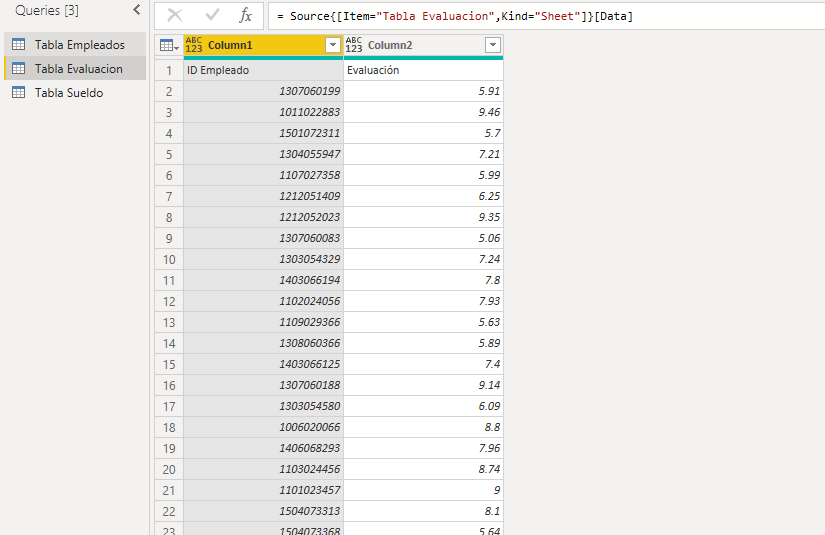 Queries [3]
Tabla Empleados
Tabla Evaluacion
Tabla Sueldo
fx = Source{[Item="Tabla Evaluacion",Kind="Sheet"]}[Data]
ABC 123 Column1 ABC 123 Column2
1 ID Empleado Evaluación
2 1307060199 5.91
3 1011022883 9.46
4 1501072311 5.7
5 1304055947 7.21
6 1107027358 5.99
7 1212051409 6.25
8 1212052023 9.35
9 1307060083 5.06
10 1303054329 7.24
11 1403066194 7.8
12 1102024056 7.93
13 1109029366 5.63
14 1308060366 5.89
15 1403066125 7.4
16 1307060188 9.14
17 1303054580 6.09
18 1006020066 8.8
19 1406068293 7.96
20 1103024456 8.74
21 1101023457 9
22 1504073313 8.1
23 1504073368 5.64